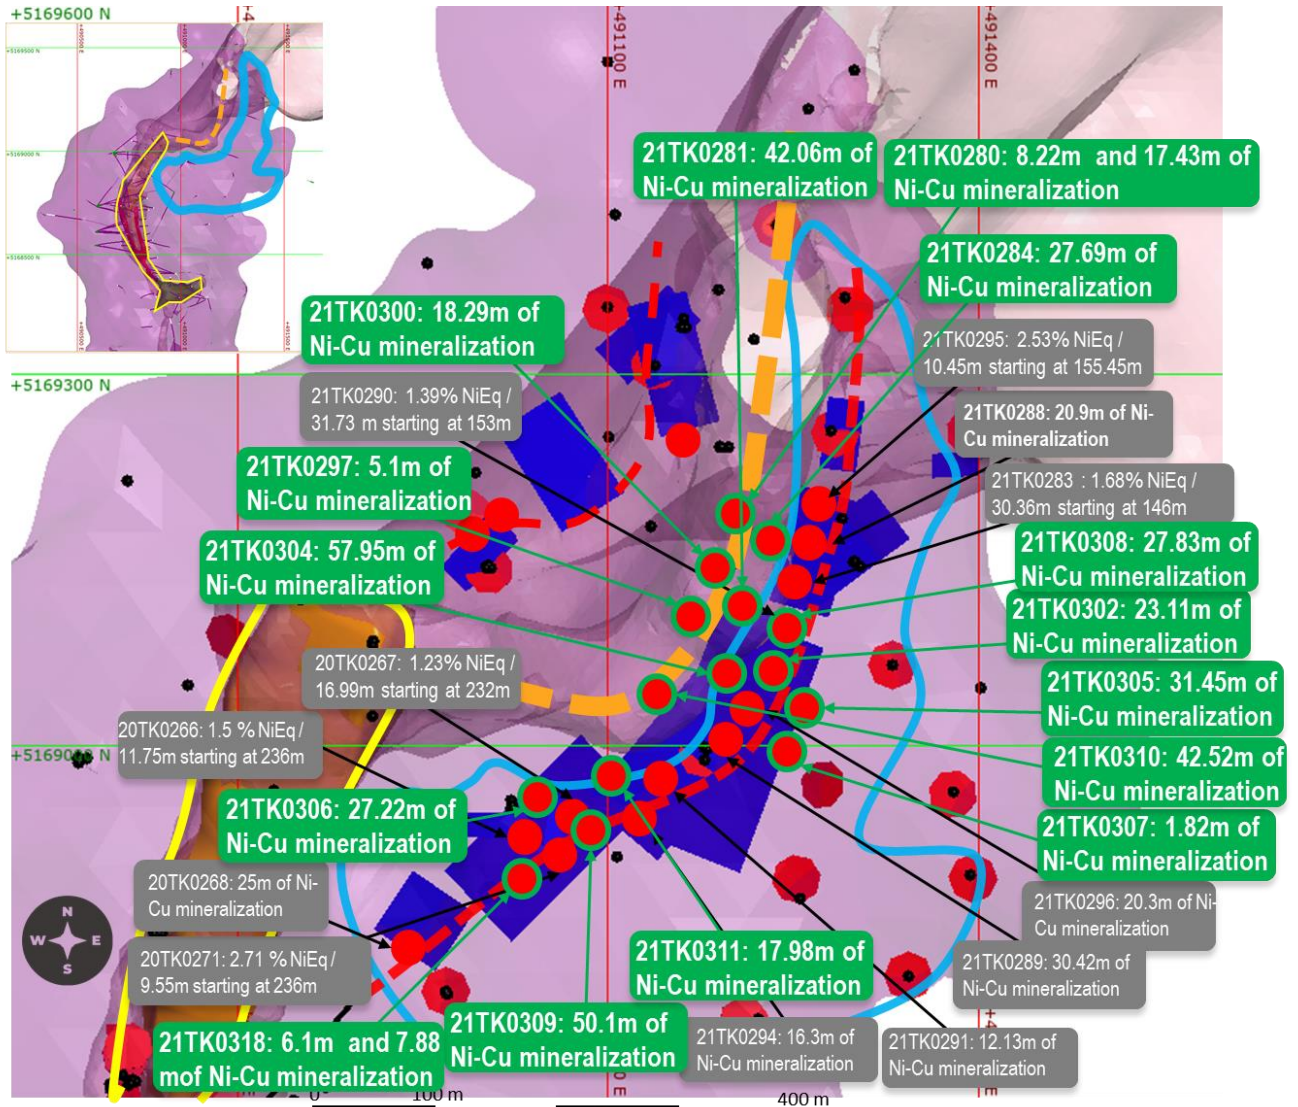 +5169600 N
+4
491100 E
491400 E
+5169500 N
+5169000 N
+5168500 N
21TK0281: 42.06m of
Ni-Cu mineralization
21TK0280: 8.22m and 17.43m of
Ni-Cu mineralization
21TK0284: 27.69m of
Ni-Cu mineralization
21TK0300: 18.29m of
Ni-Cu mineralization
21TK0295: 2.53% NiEq /
10.45m starting at 155.45m
+5169300 N
21TK0290: 1.39% NiEq /
31.73 m starting at 153m
21TK0288: 20.9m of Ni-
Cu mineralization
21TK0297: 5.1m of
Ni-Cu mineralization
21TK0283 : 1.68% NiEq /
30.36m starting at 146m
21TK0304: 57.95m of
Ni-Cu mineralization
21TK0308: 27.83m of
Ni-Cu mineralization
21TK0302: 23.11m of
Ni-Cu mineralization
20TK0267: 1.23% NiEq /
16.99m starting at 232m
21TK0305: 31.45m of
Ni-Cu mineralization
20TK0266: 1.5 % NiEq /
11.75m starting at 236m
+5169000 N
21TK0310: 42.52m of
Ni-Cu mineralization
21TK0306: 27.22m of
Ni-Cu mineralization
21TK0307: 1.82m of
Ni-Cu mineralization
20TK0268: 25m of Ni-
Cu mineralization
21TK0296: 20.3m of Ni-
Cu mineralization
N
W E
S
20TK0271: 2.71 % NiEq /
9.55m starting at 236m
21TK0311: 17.98m of
Ni-Cu mineralization
21TK0289: 30.42m of
Ni-Cu mineralization
21TK0318: 6.1m and 7.88
mof Ni-Cu mineralization
21TK0309: 50.1m of
Ni-Cu mineralization
21TK0294: 16.3m of
Ni-Cu mineralization
21TK0291: 12.13m of
Ni-Cu mineralization
0 100 m 400 m